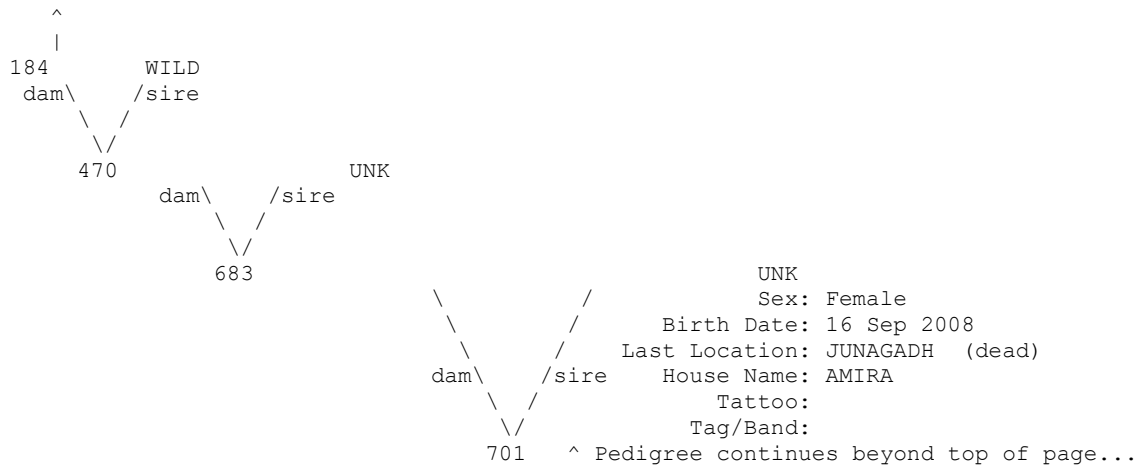 ^
|
184 WILD
dam\ /sire
\ /
\/
470 UNK
dam\ /sire
\ /
\/
683 UNK
\ / Sex: Female
\ / Birth Date: 16 Sep 2008
\ / Last Location: JUNAGADH (dead)
dam\ /sire House Name: AMIRA
\ / Tattoo:
\/ Tag/Band:
701 ^ Pedigree continues beyond top of page...